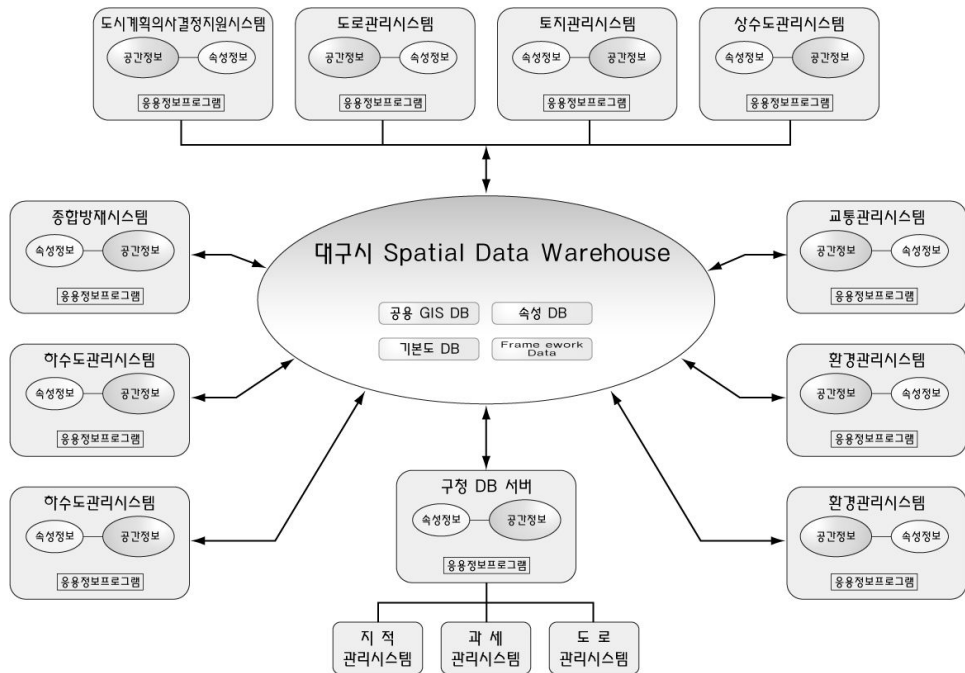 도시계획의사결정지원시스템
공간정보 속성정보
응용정보프로그램
도로관리시스템
공간정보 속성정보
응용정보프로그램
토지관리시스템
속성정보 공간정보
응용정보프로그램
상수도관리시스템
속성정보 공간정보
응용정보프로그램
종합방재시스템
속성정보 공간정보
응용정보프로그램
대구시 Spatial Data Warehouse
공용 GIS DB
속성 DB
기본도 DB
Frame ework
Data
교통관리시스템
공간정보 속성정보
응용정보프로그램
하수도관리시스템
속성정보 공간정보
응용정보프로그램
환경관리시스템
공간정보 속성정보
응용정보프로그램
하수도관리시스템
속성정보 공간정보
응용정보프로그램
구청 DB 서버
속성정보 공간정보
응용정보프로그램
환경관리시스템
공간정보 속성정보
응용정보프로그램
지 적
관리시스템
과 세
관리시스템
도 로
관리시스템